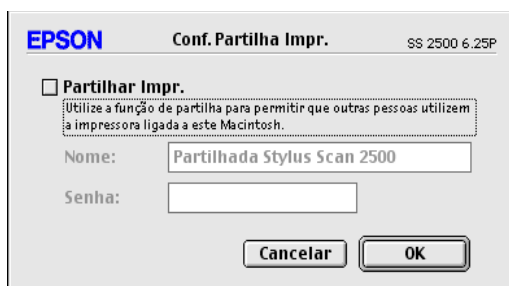 EPSON Conf. Partilha Impr. SS 2500 6.25P
Partilhar Impr.
Utilize a função de partilha para permitir que outras pessoas utilizem
a impressora ligada a este Macintosh.
Nome: Partilhada Stylus Scan 2500
Senha:
Cancelar OK